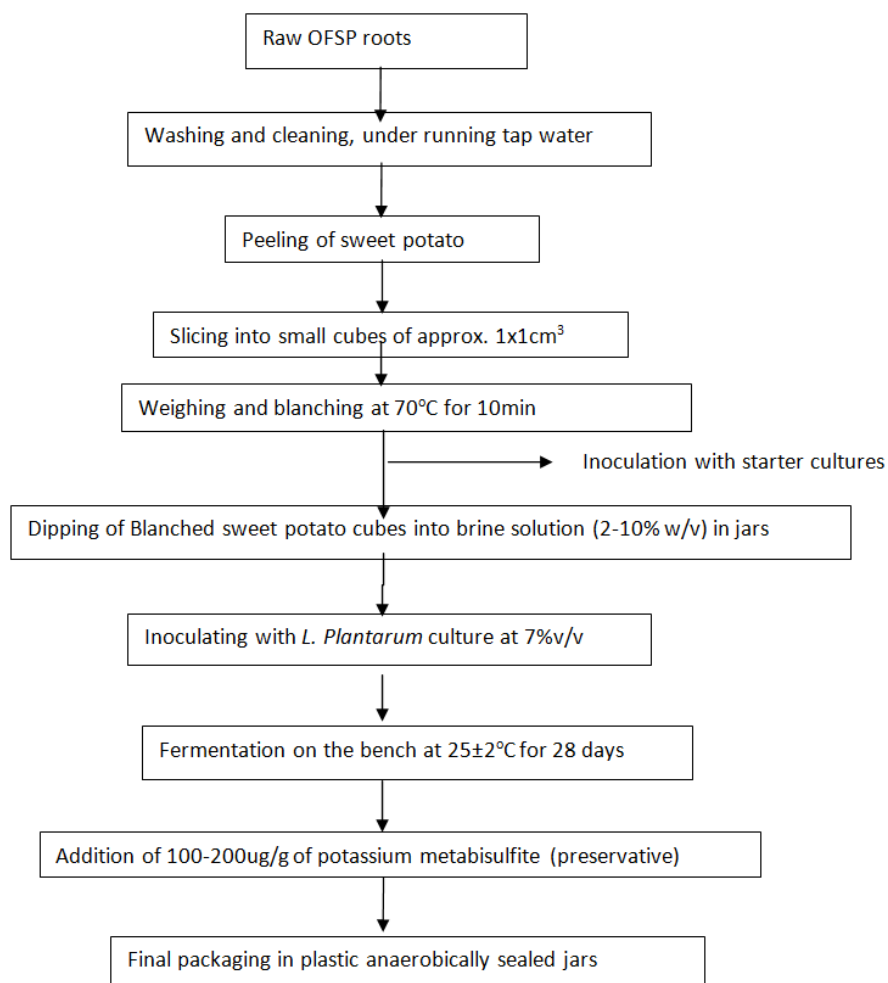 Raw OFSP roots
Washing and cleaning, under running tap water
Peeling of sweet potato
Slicing into small cubes of approx. 1x1cm³
Weighing and blanching at 70°C for 10min
Inoculation with starter cultures
Dipping of Blanched sweet potato cubes into brine solution (2-10% w/v) in jars
Inoculating with L. Plantarum culture at 7%v/v
Fermentation on the bench at 25±2°C for 28 days
Addition of 100-200ug/g of potassium metabisulfite (preservative)
Final packaging in plastic anaerobically sealed jars